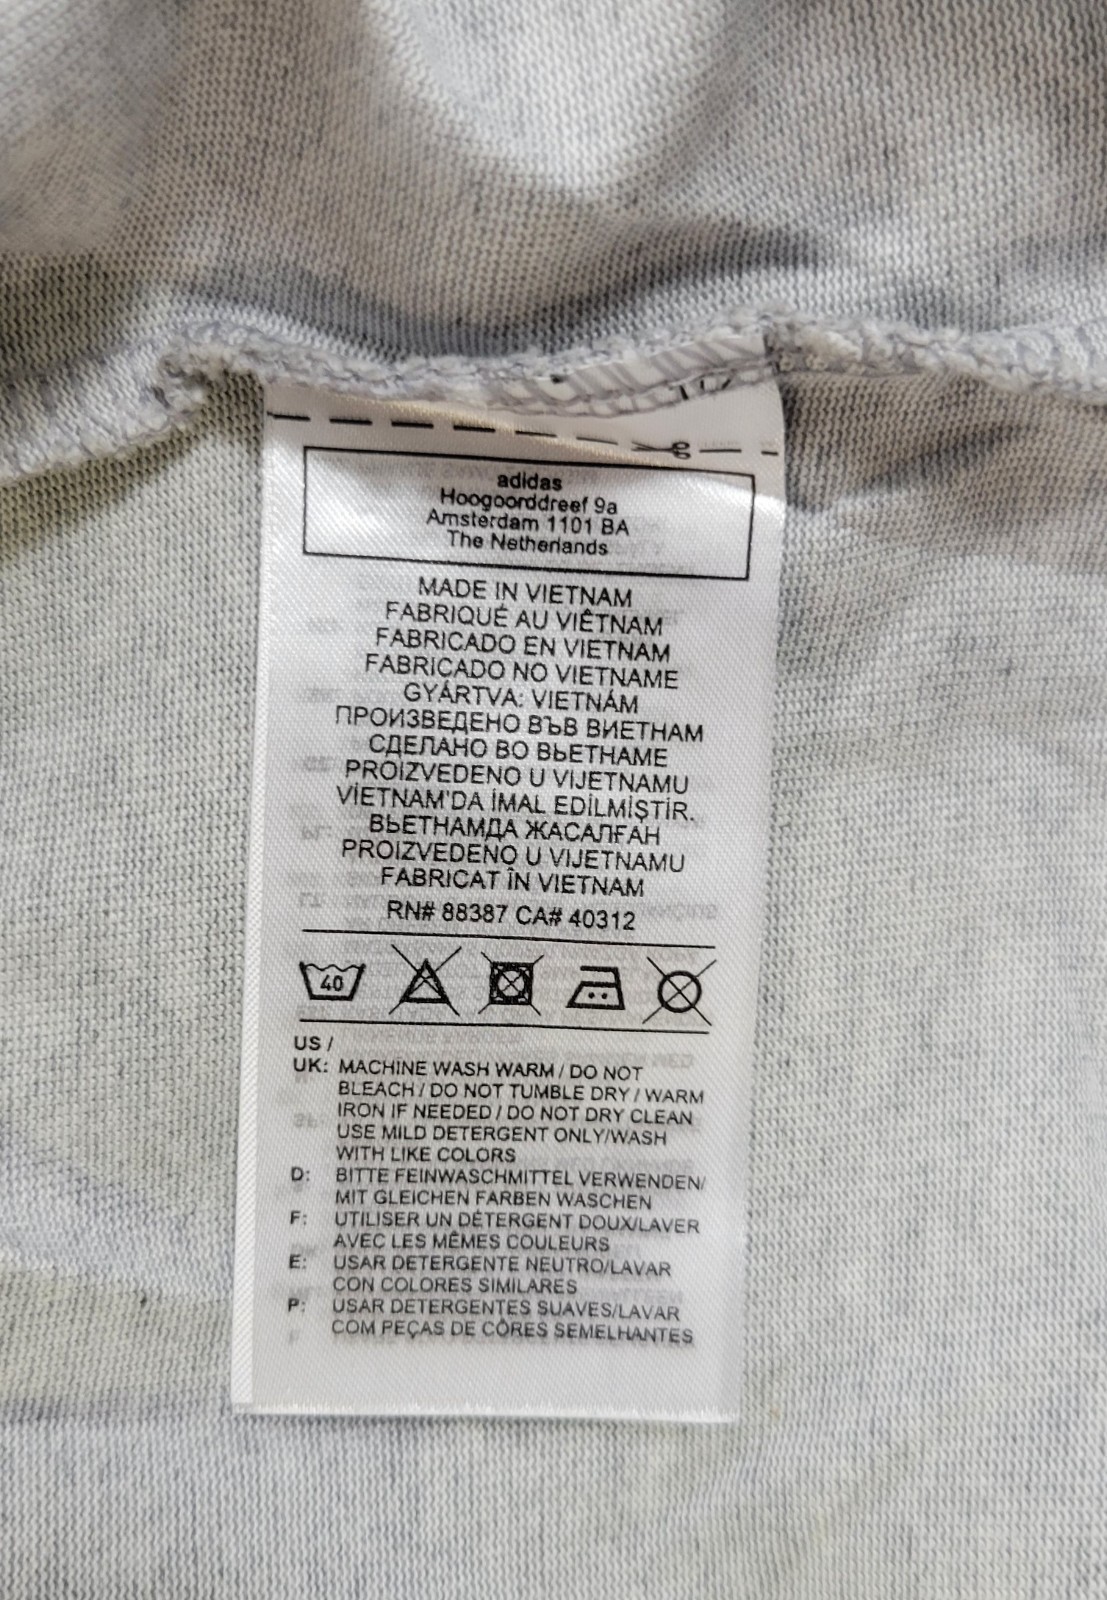 adidas
Hoogoorddreef 9a
Amsterdam 1101 BA
The Netherlands
MADE IN VIETNAM
FABRIQUÉ AU VIÊTNAM
FABRICADO EN VIETNAM
FABRICADO NO VIETNAME
GYÁRTVA: VIETNÁM
ПРОИЗВЕДЕНО ВЪВ ВИЕТНАМ
СДЕЛАНО ВО ВЬЕТНАМЕ
PROIZVEDENO U VIJETNAMU
VİETNAM'DA İMAL EDİLMİŞTİR.
ВЬЕТНАМДА ЖАСАЛҒАН
PROIZVEDENO U VIJETNAMU
FABRICAT ÎN VIETNAM
RN# 88387 CA# 40312
40
US /
UK: MACHINE WASH WARM / DO NOT
BLEACH / DO NOT TUMBLE DRY / WARM
IRON IF NEEDED / DO NOT DRY CLEAN
USE MILD DETERGENT ONLY/WASH
WITH LIKE COLORS
D: BITTE FEINWASCHMITTEL VERWENDEN/
MIT GLEICHEN FARBEN WASCHEN
F: UTILISER UN DÉTERGENT DOUX/LAVER
AVEC LES MÊMES COULEURS
E: USAR DETERGENTE NEUTRO/LAVAR
CON COLORES SIMILARES
P: USAR DETERGENTES SUAVES/LAVAR
COM PEÇAS DE CÔRES SEMELHANTES